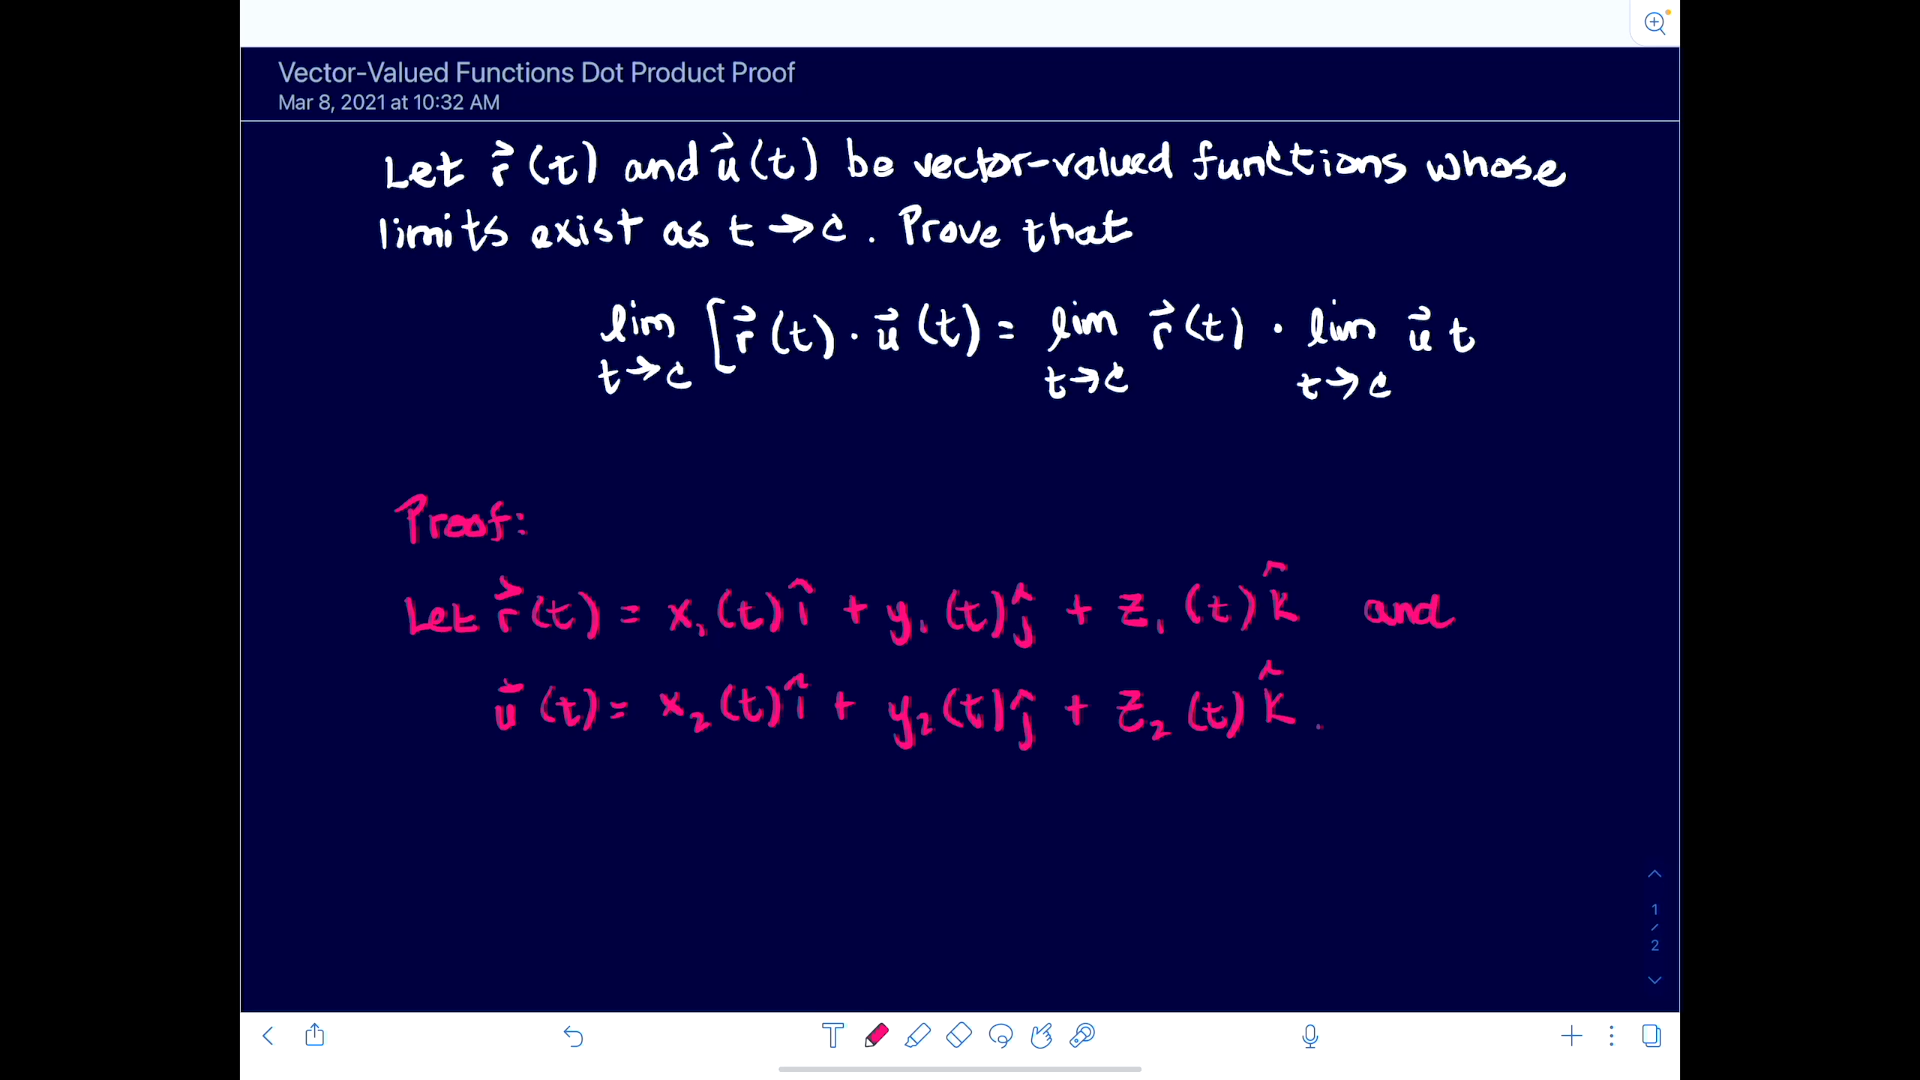 Vector-Valued Functions Dot Product Proof
Mar 8, 2021 at 10:32 AM
Let r⃗(t) and u⃗(t) be vector-valued functions whose
limits exist as t→c. Prove that
lim t→c [r⃗(t)·u⃗(t) = lim t→c r⃗(t) · lim t→c u⃗ t
Proof:
Let r⃗(t) = x₁(t)î + y₁(t)ĵ + z₁(t)k̂ and
u⃗(t) = x₂(t)î + y₂(t)ĵ + z₂(t)k̂.
1
/
2
T